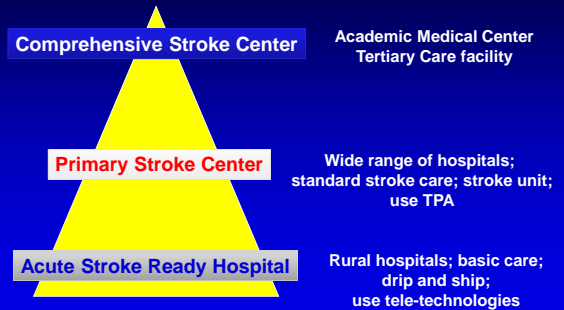 Comprehensive Stroke Center
Academic Medical Center
Tertiary Care facility
Primary Stroke Center
Wide range of hospitals;
standard stroke care; stroke unit;
use TPA
Acute Stroke Ready Hospital
Rural hospitals; basic care;
drip and ship;
use tele-technologies